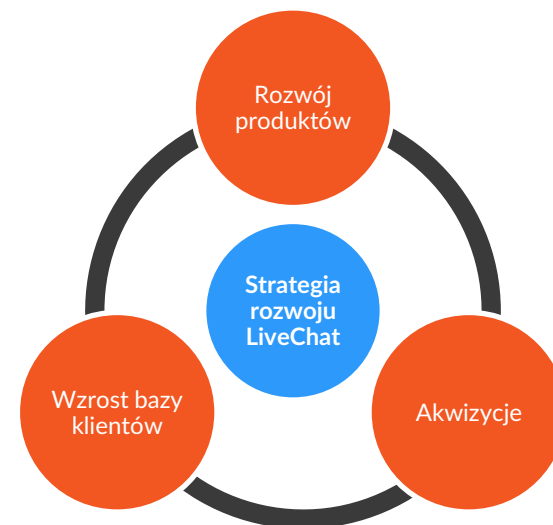 Rozwój
produktów
Strategia
rozwoju
LiveChat
Wzrost bazy
klientów
Akwizycje